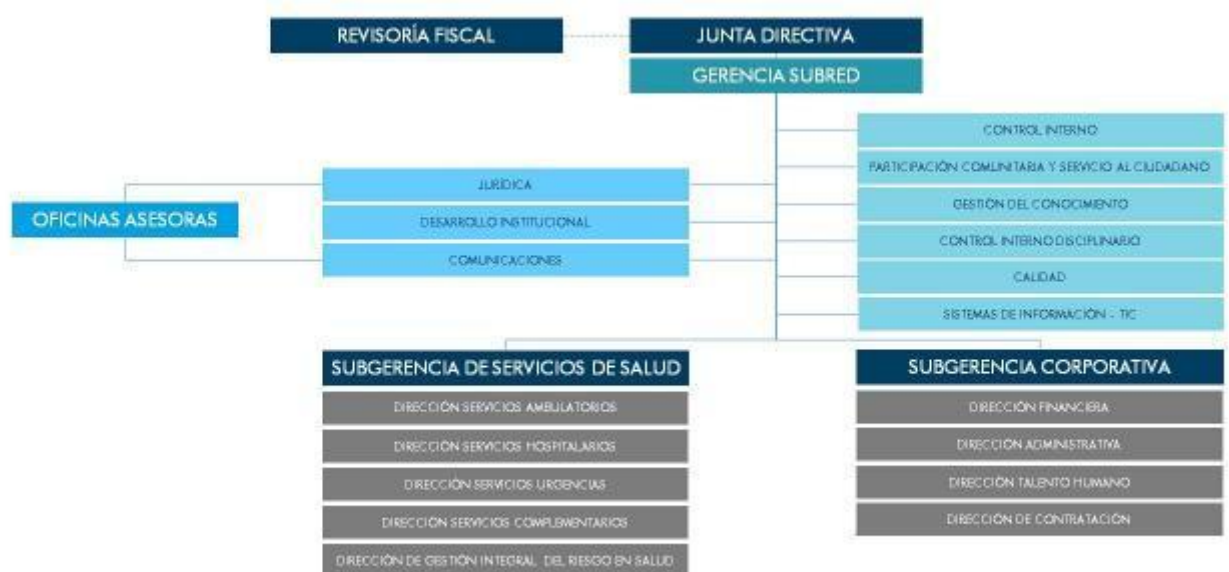 REVISORÍA FISCAL
JUNTA DIRECTIVA
GERENCIA SUBRED
CONTROL INTERNO
PARTICIPACIÓN COMUNITARIA Y SERVICIO AL CIUDADANO
GESTIÓN DEL CONOCIMIENTO
CONTROL INTERNO DISCIPLINARIO
CALIDAD
SISTEMAS DE INFORMACIÓN - TIC
OFICINAS ASESORAS
JURÍDICA
DESARROLLO INSTITUCIONAL
COMUNICACIONES
SUBGERENCIA DE SERVICIOS DE SALUD
DIRECCIÓN SERVICIOS AMBULATORIOS
DIRECCIÓN SERVICIOS HOSPITALARIOS
DIRECCIÓN SERVICIOS URGENCIAS
DIRECCIÓN SERVICIOS COMPLEMENTARIOS
DIRECCIÓN DE GESTIÓN INTEGRAL DEL RIESGO EN SALUD
SUBGERENCIA CORPORATIVA
DIRECCIÓN FINANCIERA
DIRECCIÓN ADMINISTRATIVA
DIRECCIÓN TALENTO HUMANO
DIRECCIÓN DE CONTRATACIÓN